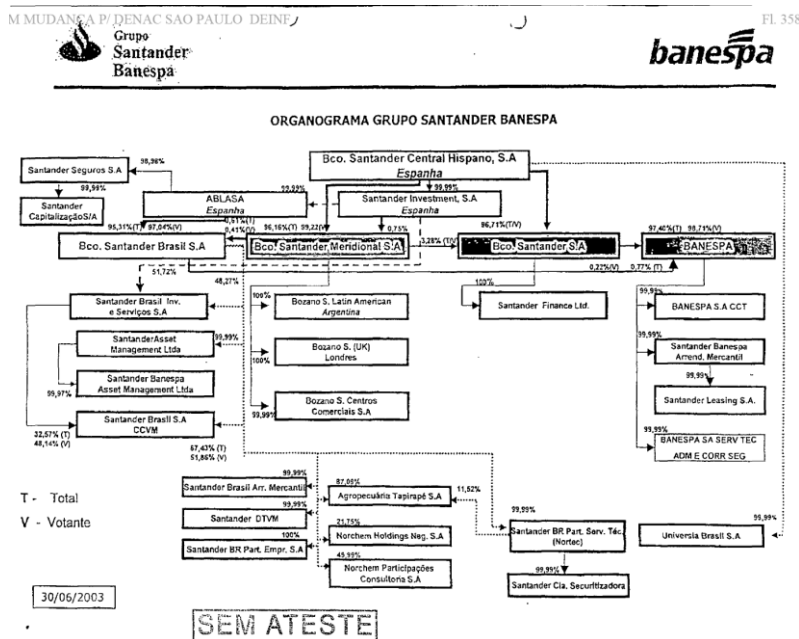 M MUDANÇA P/ DENAC SAO PAULO DEINF
Fl. 358
Grupo
Santander
Banespa
banespa
ORGANOGRAMA GRUPO SANTANDER BANESPA
Bco. Santander Central Hispano, S.A
Espanha
98,98%
Santander Seguros S.A
99,99%
Santander
CapitalizaçãoS/A
99,99%
ABLASA
Espanha
99,99%
Santander Investment, S.A
Espanha
0,61%(T)
0,41%(V)
95,31%(T) 97,04%(V)
96,16%(T) 99,22(V)
0,75%
96,71%(T/V)
97,40%(T) 98,71%(V)
Bco. Santander Brasil S.A
Bco. Santander Meridional S.A
3,28% (T/V)
Bco. Santander S.A
BANESPA
0,22%(V) 0,77% (T)
51,72%
48,27%
Santander Brasil Inv.
e Serviços S.A
100%
Bozano S. Latin American
Argentina
100%
Santander Finance Ltd.
99,99%
BANESPA S.A CCT
SantanderAsset
Management Ltda
99,99%
Bozano S. (UK)
Londres
100%
99,99%
Santander Banespa
Arrend. Mercantil
Santander Banespa
Asset Management Ltda
99,97%
99,99%
Santander Leasing S.A.
Bozano S. Centros
Comerciais S.A
99,99%
Santander Brasil S.A
CCVM
32,57% (T)
48,14% (V)
67,43% (T)
51,86% (V)
99,99%
BANESPA SA SERV TEC
ADM E CORR SEG
99,99%
Santander Brasil Arr. Mercantil
87,06%
Agropecuária Tapirapé S.A
11,52%
99,99%
Santander DTVM
21,75%
Norchem Holdings Neg. S.A
99,99%
Santander BR Part. Serv. Téc.
(Nortec)
99,99%
Universia Brasil S.A
100%
Santander BR Part. Empr. S.A
45,99%
Norchem Participações
Consultoria S.A
99,99%
Santander Cia. Securitizadora
T - Total
V - Votante
30/06/2003
SEM ATESTE